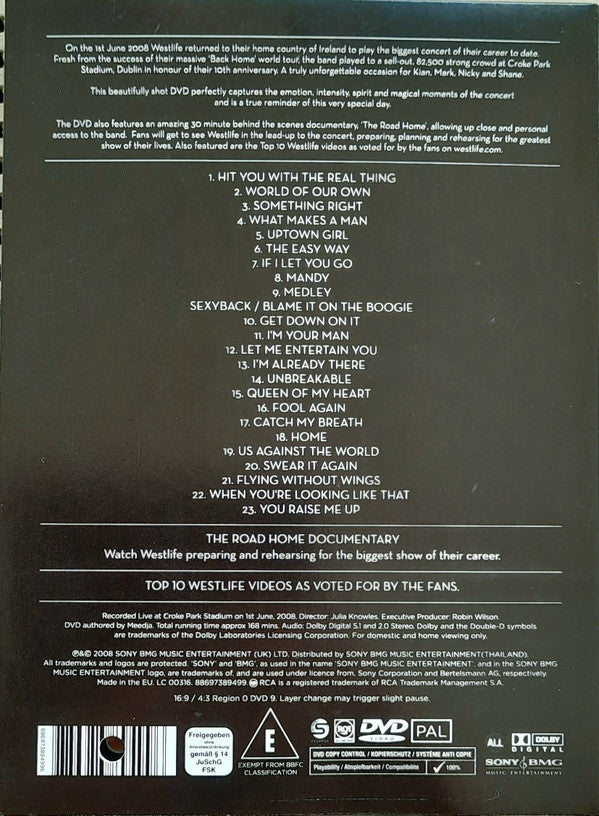 On the 1st June 2008 Westlife returned to their home country of Ireland to play the biggest concert of their career to date.
Fresh from the success of their massive 'Back Home' world tour, the band played to a sell-out, 82,500 strong crowd at Croke Park
Stadium, Dublin in honour of their 10th anniversary. A truly unforgettable occasion for Kian, Mark, Nicky and Shane.
This beautifully shot DVD perfectly captures the emotion, intensity, spirit and magical moments of the concert
and is a true reminder of this very special day.
The DVD also features an amazing 30 minute behind the scenes documentary, 'The Road Home', allowing up close and personal
access to the band. Fans will get to see Westlife in the lead-up to the concert, preparing, planning and rehearsing for the greatest
show of their lives. Also featured are the Top 10 Westlife videos as voted for by the fans on westlife.com.
1. HIT YOU WITH THE REAL THING
2. WORLD OF OUR OWN
3. SOMETHING RIGHT
4. WHAT MAKES A MAN
5. UPTOWN GIRL
6. THE EASY WAY
7. IF I LET YOU GO
8. MANDY
9. MEDLEY
SEXYBACK / BLAME IT ON THE BOOGIE
10. GET DOWN ON IT
11. I'M YOUR MAN
12. LET ME ENTERTAIN YOU
13. I'M ALREADY THERE
14. UNBREAKABLE
15. QUEEN OF MY HEART
16. FOOL AGAIN
17. CATCH MY BREATH
18. HOME
19. US AGAINST THE WORLD
20. SWEAR IT AGAIN
21. FLYING WITHOUT WINGS
22. WHEN YOU'RE LOOKING LIKE THAT
23. YOU RAISE ME UP
THE ROAD HOME DOCUMENTARY
Watch Westlife preparing and rehearsing for the biggest show of their career.
TOP 10 WESTLIFE VIDEOS AS VOTED FOR BY THE FANS.
Recorded Live at Croke Park Stadium on 1st June, 2008. Director: Julia Knowles. Executive Producer: Robin Wilson.
DVD authored by Meedja. Total running time approx 168 mins. Audio: Dolby Digital 5.1 and 2.0 Stereo. Dolby and the Double-D symbols
are trademarks of the Dolby Laboratories Licensing Corporation. For domestic and home viewing only.
℗&© 2008 SONY BMG MUSIC ENTERTAINMENT (UK) LTD. Distributed by SONY BMG MUSIC ENTERTAINMENT(THAILAND).
All trademarks and logos are protected. 'SONY' and 'BMG', as used in the name 'SONY BMG MUSIC ENTERTAINMENT', and in the SONY BMG
MUSIC ENTERTAINMENT logo, are trademarks of, and are used under licence from, Sony Corporation and Bertelsmann AG, respectively.
Made in the EU. LC 00316. 88697389499. RCA is a registered trademark of RCA Trademark Management S.A.
16:9 / 4:3 Region 0 DVD 9. Layer change may trigger slight pause.
Freigegeben
ohne
Altersbeschränkung
gemäß § 14
JuSchG
FSK
E
EXEMPT FROM BBFC
CLASSIFICATION
S
DVD
VIDEO
PAL
DVD COPY CONTROL / KOPIERSCHUTZ / SYSTÈME ANTI COPIE
Playability / Abspielbarkeit / Compatibilité 100%
ALL
DOLBY
DIGITAL
SONY BMG
MUSIC ENTERTAINMENT